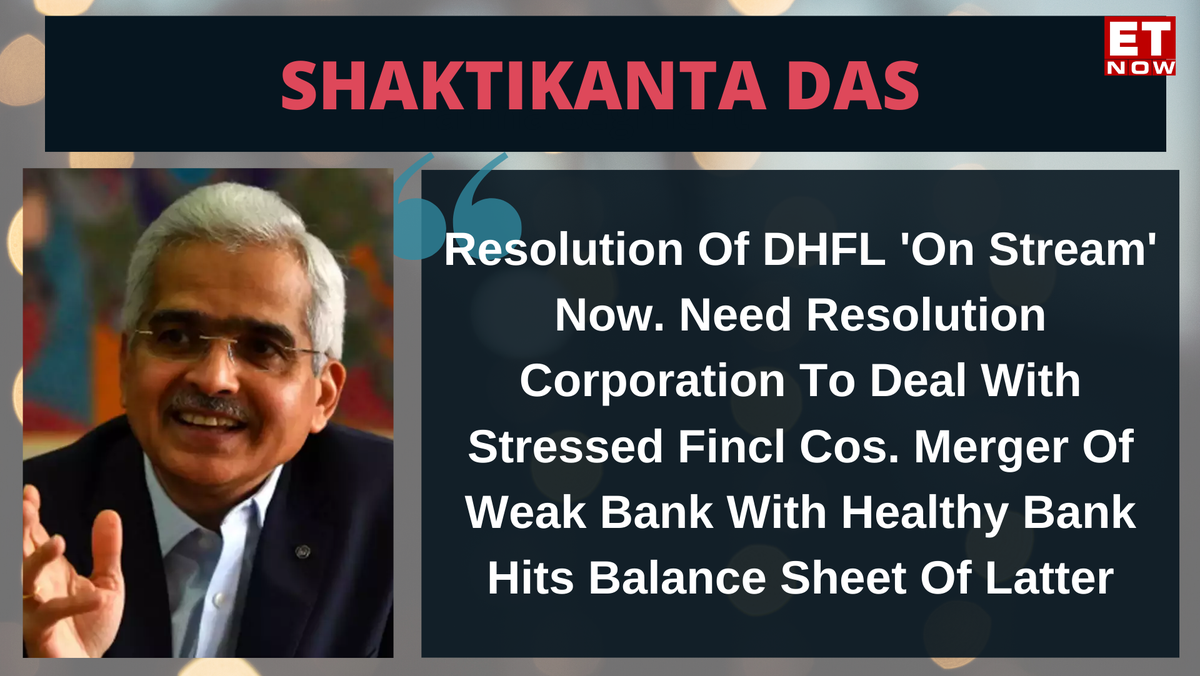 SHAKTIKANTA DAS
ET
NOW
Resolution Of DHFL 'On Stream'
Now. Need Resolution
Corporation To Deal With
Stressed Fincl Cos. Merger Of
Weak Bank With Healthy Bank
Hits Balance Sheet Of Latter